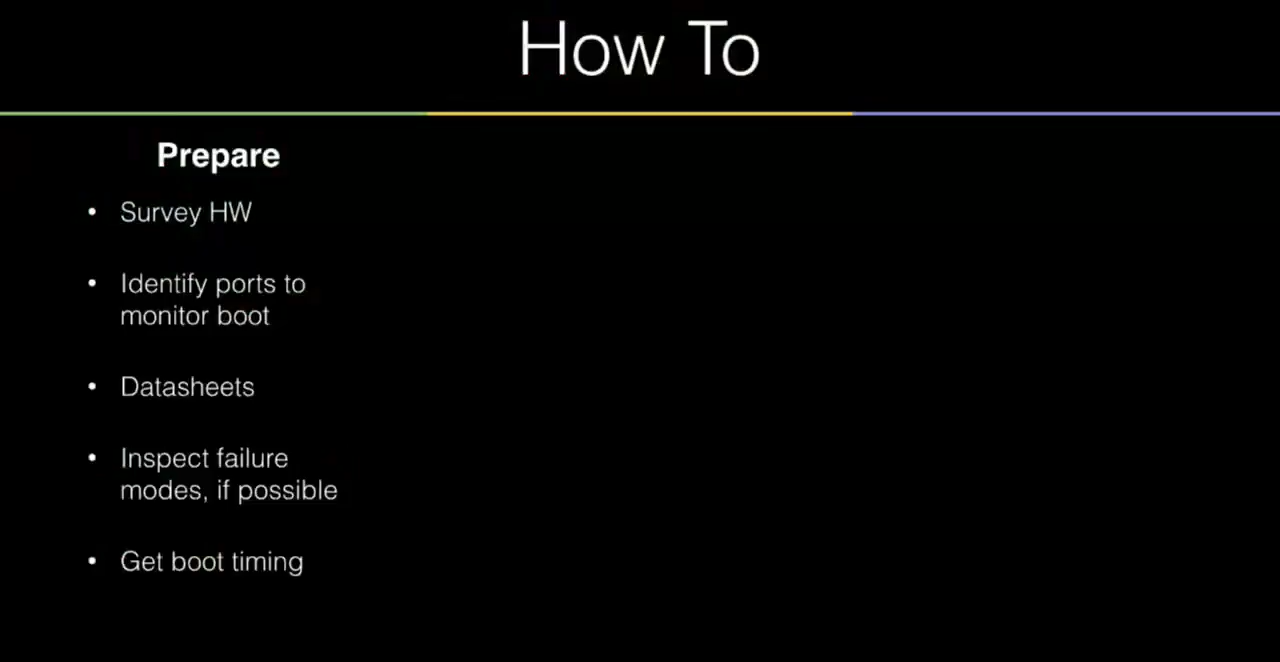 How To
Prepare
• Survey HW
• Identify ports to
monitor boot
• Datasheets
• Inspect failure
modes, if possible
• Get boot timing